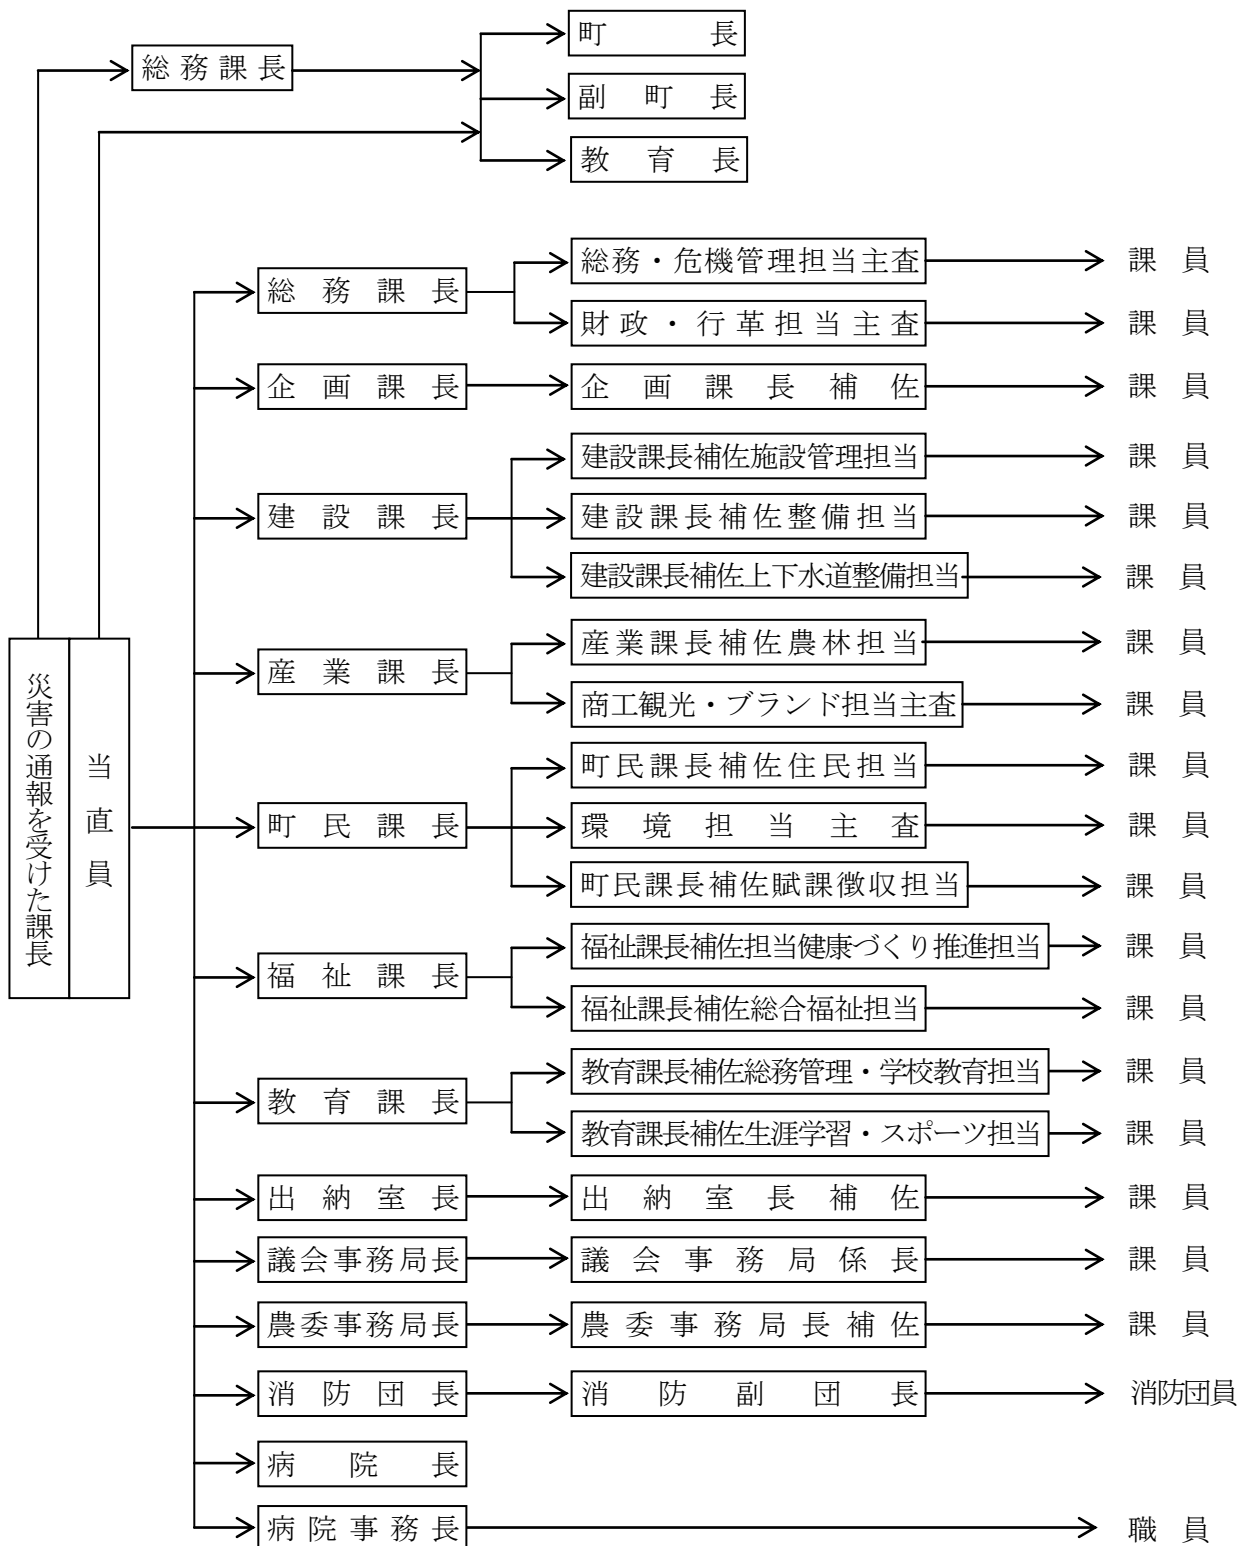 町長
総務課長
副町長
教育長
総務・危機管理担当主査 課員
総務課長
財政・行革担当主査 課員
企画課長 企画課長補佐 課員
建設課長補佐施設管理担当 課員
建設課長 建設課長補佐整備担当 課員
建設課長補佐上下水道整備担当 課員
産業課長補佐農林担当 課員
産業課長
商工観光・ブランド担当主査 課員
災害の通報を受けた課長
当直員
町民課長補佐住民担当 課員
町民課長 環境担当主査 課員
町民課長補佐賦課徴収担当 課員
福祉課長補佐担当健康づくり推進担当 課員
福祉課長
福祉課長補佐総合福祉担当 課員
教育課長補佐総務管理・学校教育担当 課員
教育課長
教育課長補佐生涯学習・スポーツ担当 課員
出納室長 出納室長補佐 課員
議会事務局長 議会事務局係長 課員
農委事務局長 農委事務局長補佐 課員
消防団長 消防副団長 消防団員
病院長
病院事務長 職員